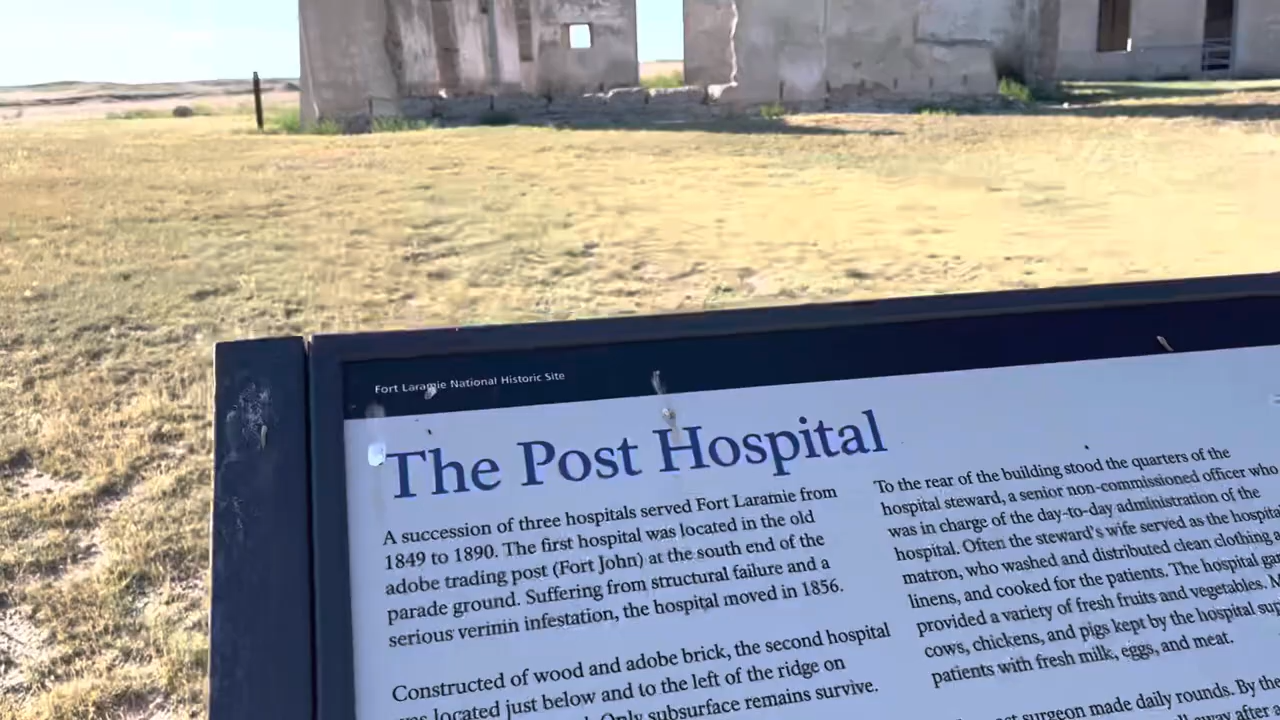 Fort Laramie National Historic Site
The Post Hospital
A succession of three hospitals served Fort Laramie from
1849 to 1890. The first hospital was located in the old
adobe trading post (Fort John) at the south end of the
parade ground. Suffering from structural failure and a
serious vermin infestation, the hospital moved in 1856.
Constructed of wood and adobe brick, the second hospital
was located just below and to the left of the ridge on
Only subsurface remains survive.
To the rear of the building stood the quarters of the
hospital steward, a senior non-commissioned officer who
was in charge of the day-to-day administration of the
hospital. Often the steward's wife served as the
matron, who washed and distributed clean clothing
linens, and cooked for the patients. The hospital
provided a variety of fresh fruits and vegetables.
cows, chickens, and pigs kept by the hospital
patients with fresh milk, eggs, and meat.
surgeon made daily rounds. By the
after